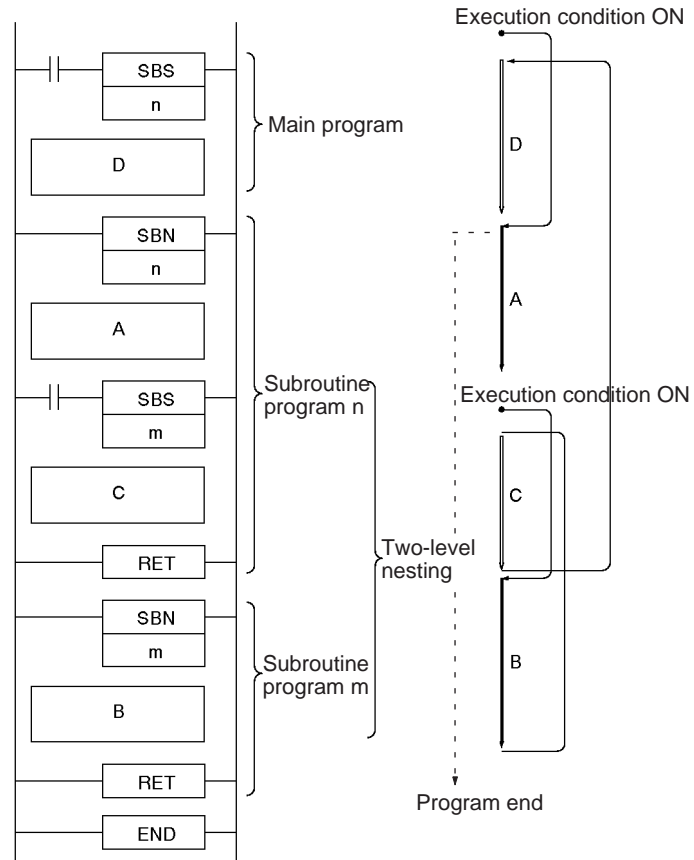 Execution condition ON
SBS
n
Main program
D
D
SBN
n
A
A
Subroutine
program n
SBS
m
Execution condition ON
C
C
Two-level
nesting
RET
SBN
m
Subroutine
program m
B
B
RET
Program end
END